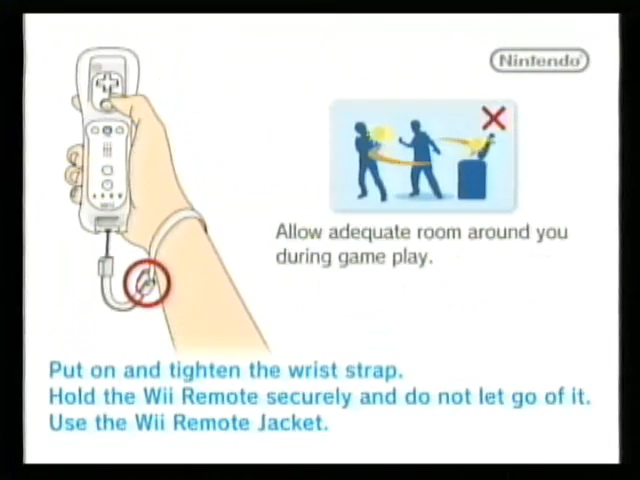 Nintendo
Allow adequate room around you
during game play.
Put on and tighten the wrist strap.
Hold the Wii Remote securely and do not let go of it.
Use the Wii Remote Jacket.